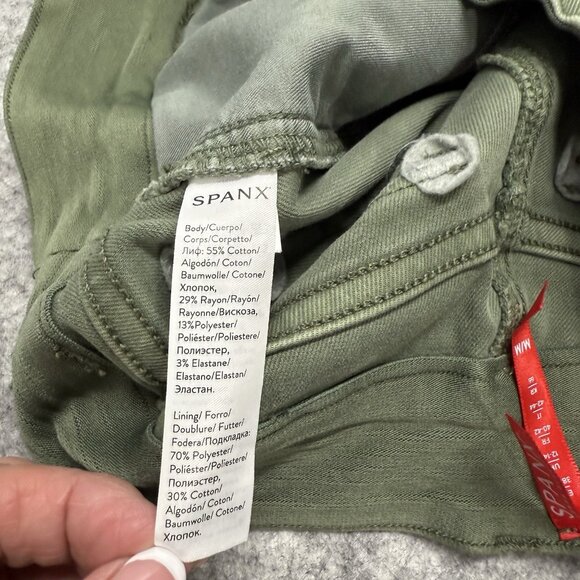 SPANX
Body/Cuerpo/
Corps/Corpetto/
Лиф: 55% Cotton/
Algodón/ Coton/
Baumwolle/ Cotone/
Хлопок,
29% Rayon/Rayón/
Rayonne/Вискоза,
13%Polyester/
Poliéster/Poliestere/
Полиэстер,
3% Elastane/
Elastano/Elastan/
Эластан.
Lining/ Forro/
Doublure/ Futter/
Fodera/Подкладка:
70% Polyester/
Poliéster/Poliestere/
Полиэстер,
30% Cotton/
Algodón/ Coton/
Baumwolle/ Cotone/
Хлопок.
M/M
SPANX